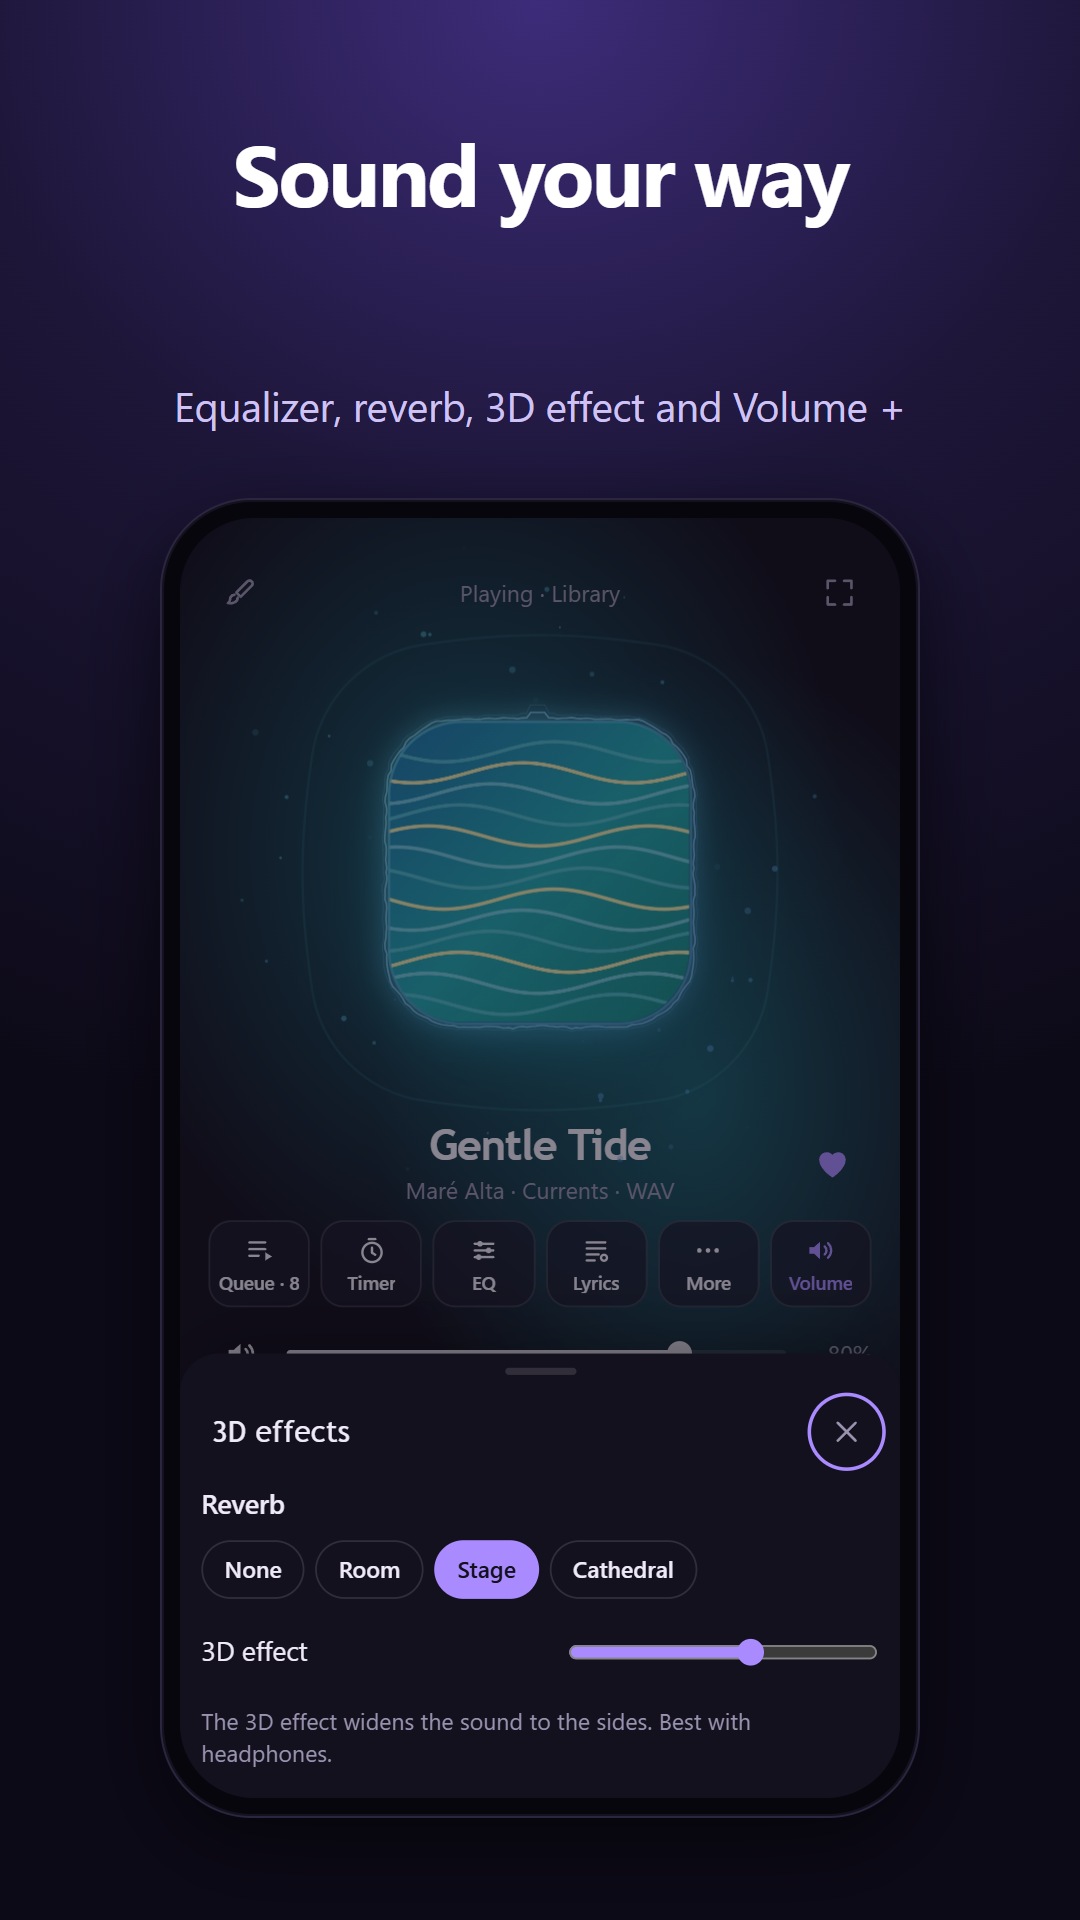 Sound your way
Equalizer, reverb, 3D effect and Volume +
Playing · Library
Gentle Tide
Maré Alta · Currents · WAV
Queue · 8
Timer
EQ
Lyrics
More
Volume
80%
3D effects
Reverb
None
Room
Stage
Cathedral
3D effect
The 3D effect widens the sound to the sides. Best with
headphones.